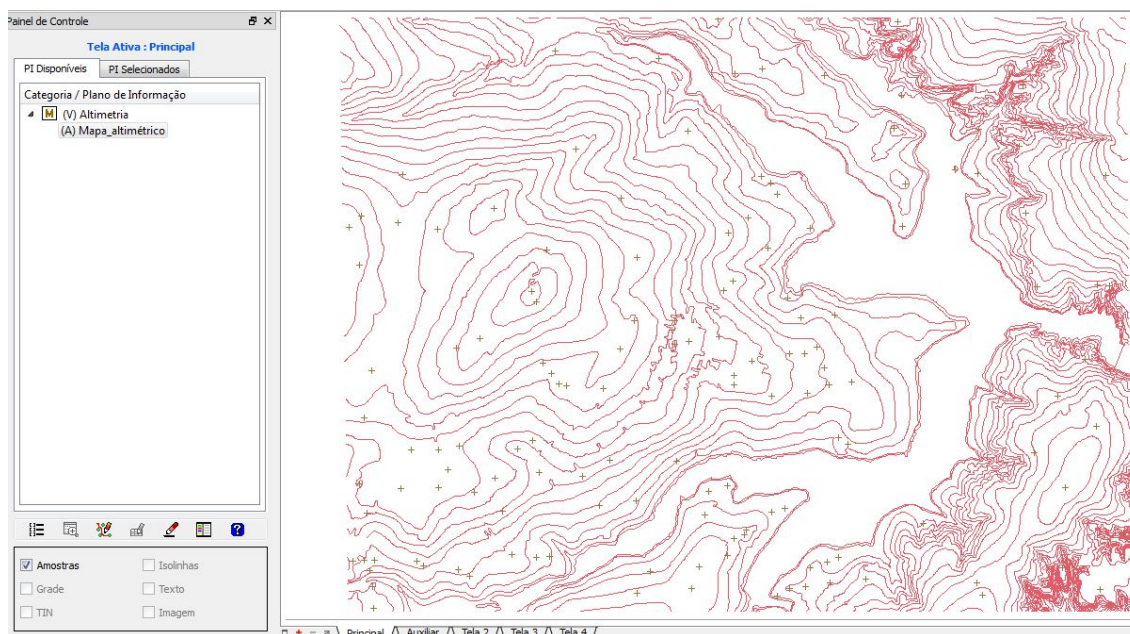 Painel de Controle
Tela Ativa : Principal
PI Disponíveis PI Selecionados
Categoria / Plano de Informação
M (V) Altimetria
(A) Mapa_altimétrico
Amostras Isolinhas
Grade Texto
TIN Imagem
Principal Auxiliar Tela 2 Tela 3 Tela 4